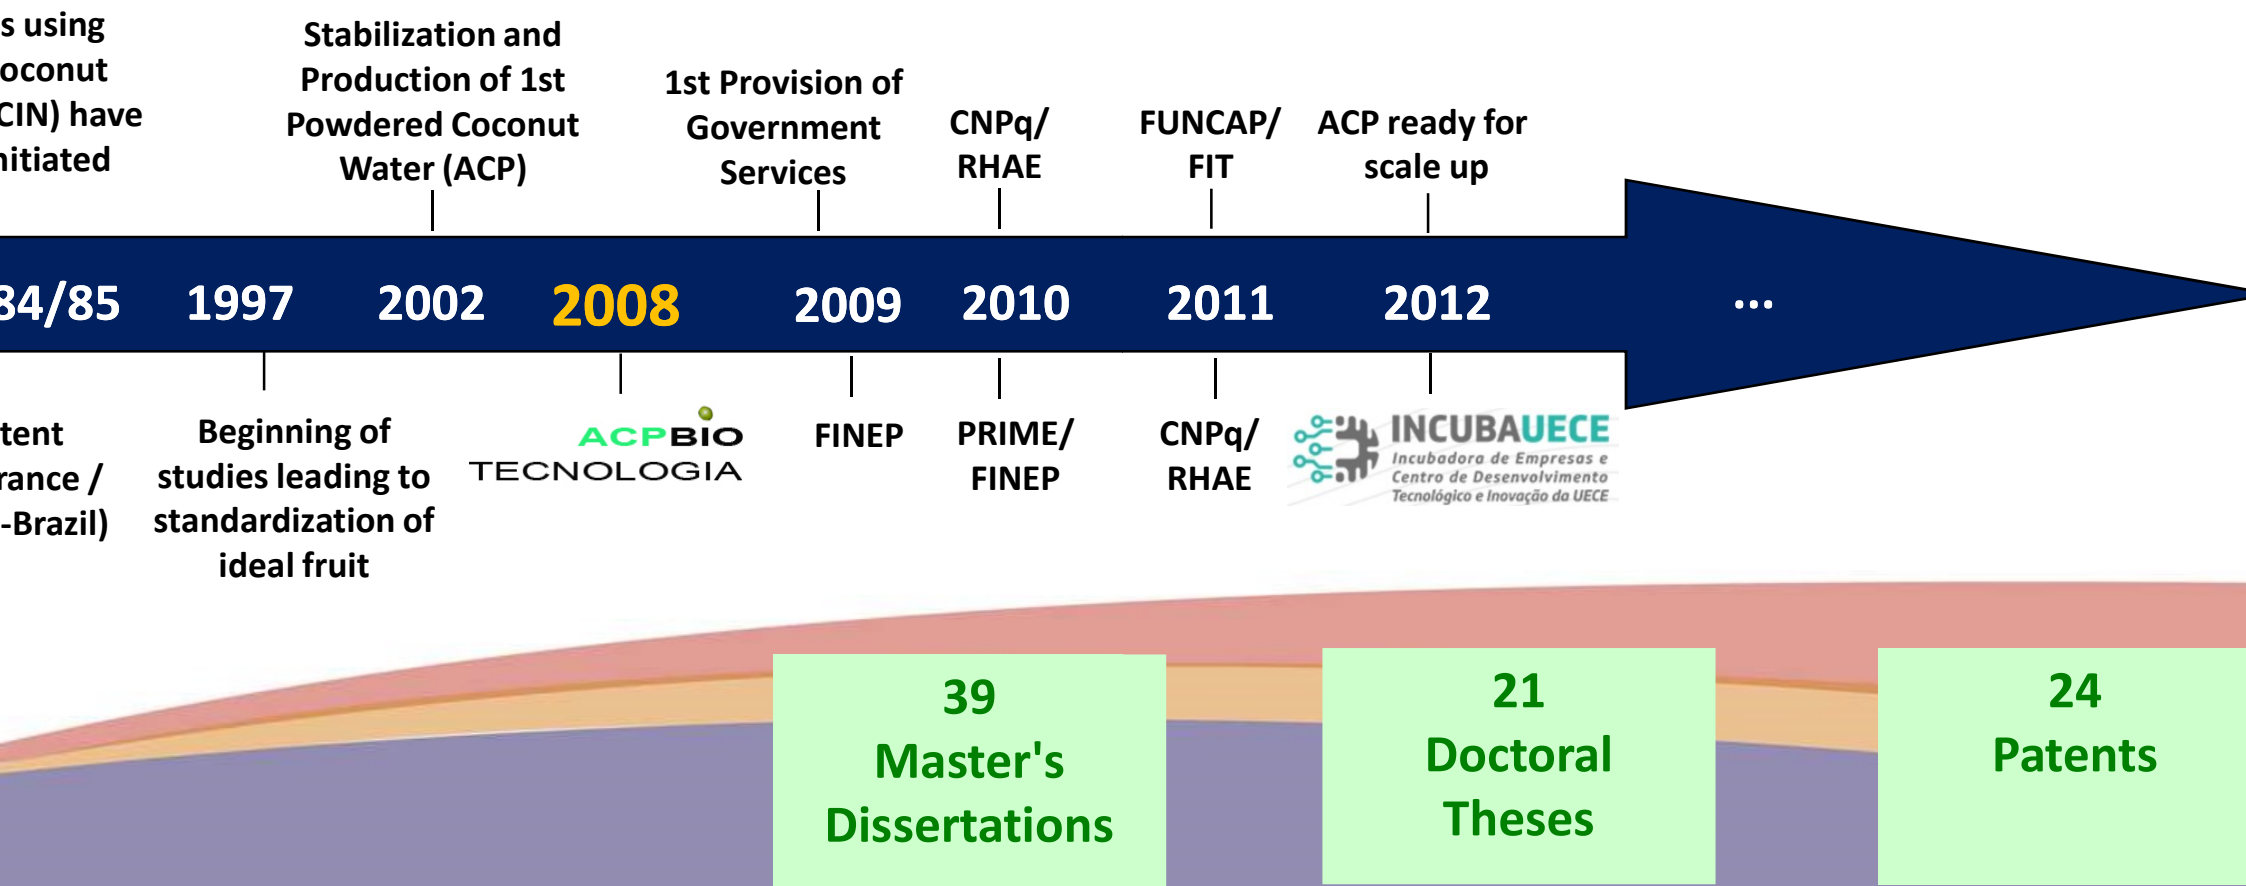 s using
oconut
CIN) have
nitiated
Stabilization and
Production of 1st
Powdered Coconut
Water (ACP)
1st Provision of
Government
Services
CNPq/
RHAE
FUNCAP/
FIT
ACP ready for
scale up
84/85
1997
2002
2008
2009
2010
2011
2012
...
tent
rance /
-Brazil)
Beginning of
studies leading to
standardization of
ideal fruit
ACPBIO
TECNOLOGIA
FINEP
PRIME/
FINEP
CNPq/
RHAE
INCUBAUECE
Incubadora de Empresas e
Centro de Desenvolvimento
Tecnológico e Inovação da UECE
39
Master's
Dissertations
21
Doctoral
Theses
24
Patents